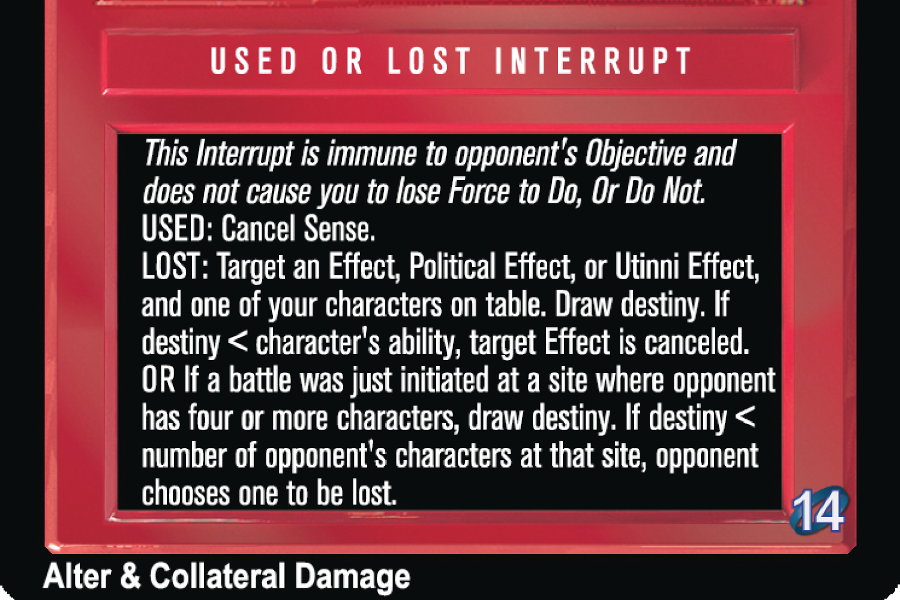 USED OR LOST INTERRUPT
This Interrupt is immune to opponent's Objective and
does not cause you to lose Force to Do, Or Do Not.
USED: Cancel Sense.
LOST: Target an Effect, Political Effect, or Utinni Effect,
and one of your characters on table. Draw destiny. If
destiny < character's ability, target Effect is canceled.
OR If a battle was just initiated at a site where opponent
has four or more characters, draw destiny. If destiny <
number of opponent's characters at that site, opponent
chooses one to be lost.
14
Alter & Collateral Damage